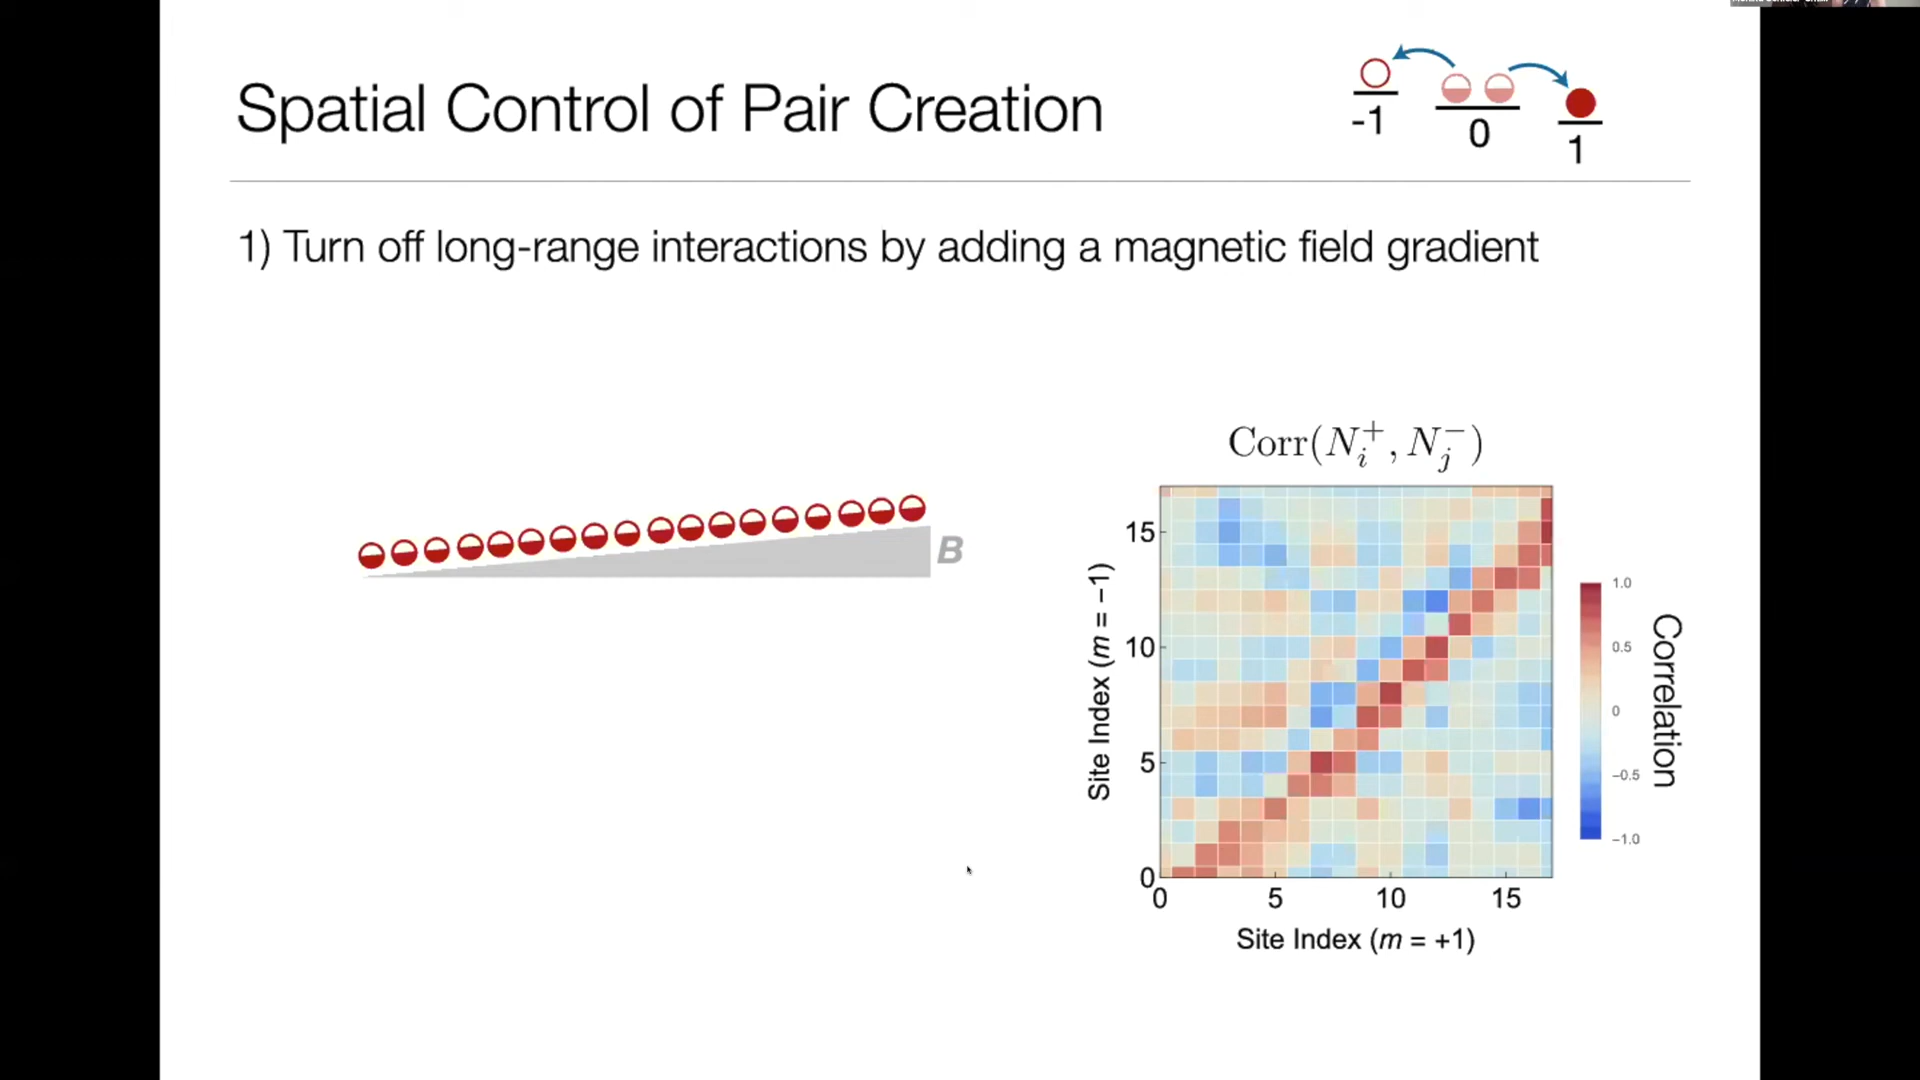 Spatial Control of Pair Creation
-1
0
1
1) Turn off long-range interactions by adding a magnetic field gradient
B
Corr(N_i^+, N_j^-)
15
10
5
0
0 5 10 15
Site Index (m = −1)
Site Index (m = +1)
1.0
0.5
0
−0.5
−1.0
Correlation